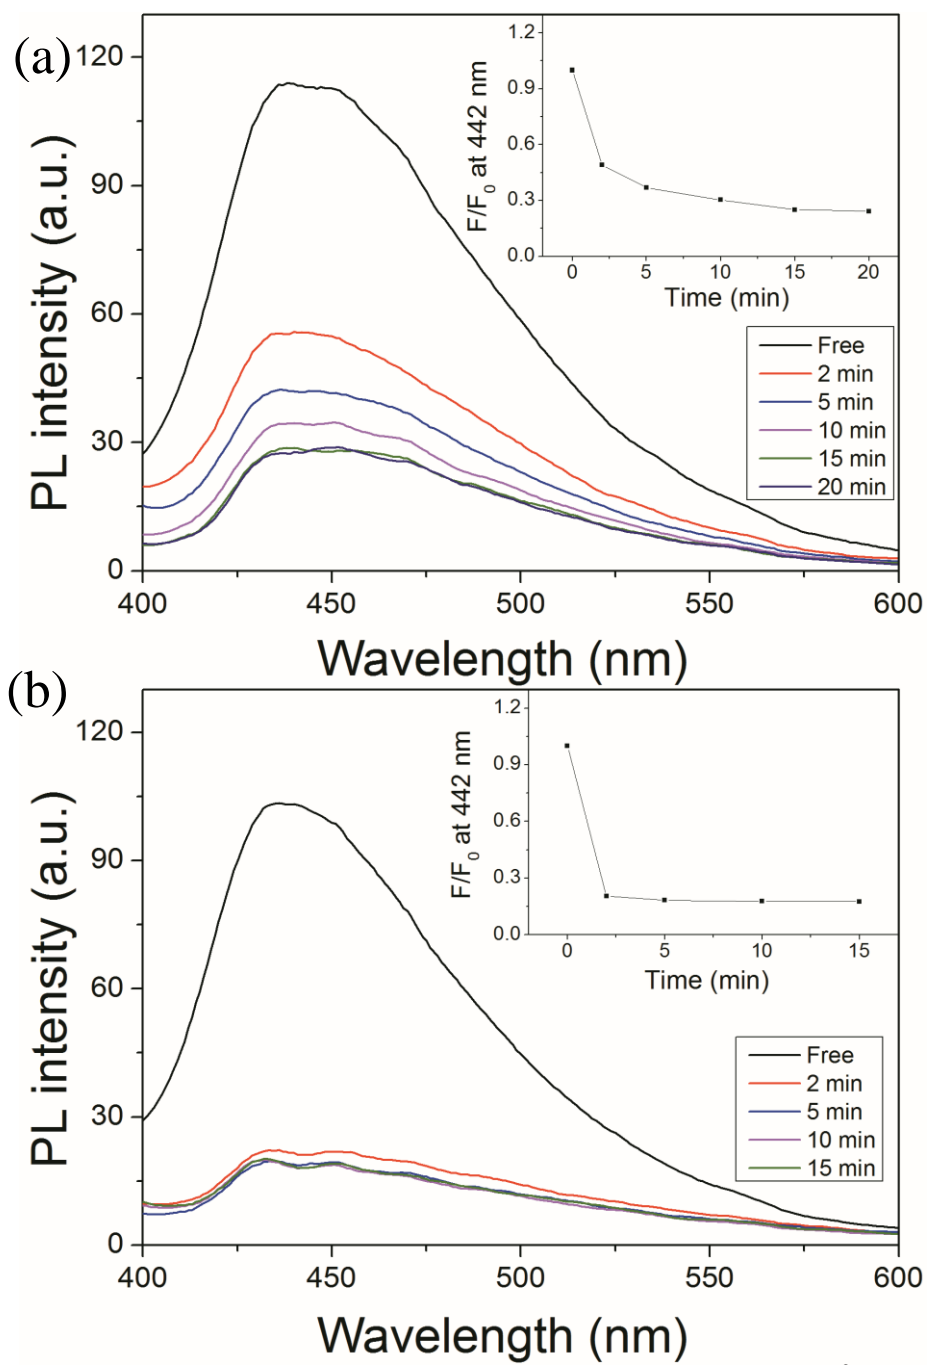 (a)
120
90
60
30
0
PL intensity (a.u.)
400
450
500
550
600
Wavelength (nm)
1.2
0.9
0.6
0.3
0.0
F/F₀ at 442 nm
0
5
10
15
20
Time (min)
Free
2 min
5 min
10 min
15 min
20 min
(b)
120
90
60
30
0
PL intensity (a.u.)
400
450
500
550
600
Wavelength (nm)
1.2
0.9
0.6
0.3
0.0
F/F₀ at 442 nm
0
5
10
15
Time (min)
Free
2 min
5 min
10 min
15 min